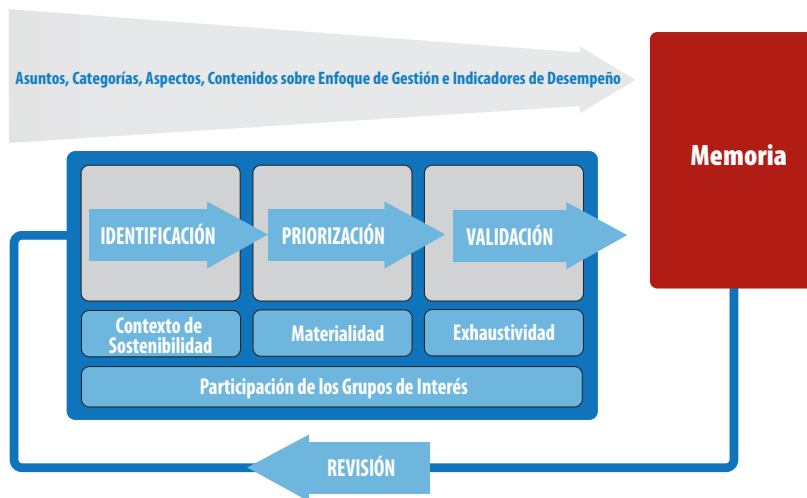 Asuntos, Categorías, Aspectos, Contenidos sobre Enfoque de Gestión e Indicadores de Desempeño
Memoria
IDENTIFICACIÓN
PRIORIZACIÓN
VALIDACIÓN
Contexto de
Sostenibilidad
Materialidad
Exhaustividad
Participación de los Grupos de Interés
REVISIÓN